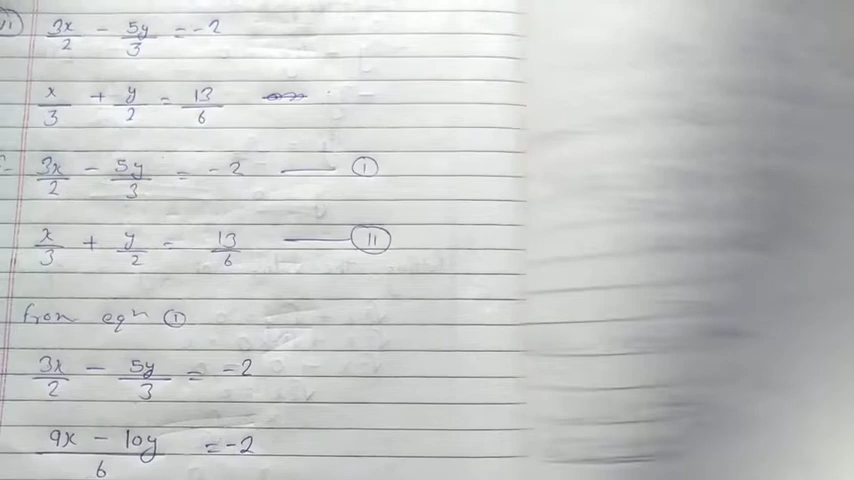 3x/2 - 5y/3 = -2
x/3 + y/2 = 13/6
3x/2 - 5y/3 = -2 —— (I)
x/3 + y/2 = 13/6 —— (II)
from eqn (I)
3x/2 - 5y/3 = -2
9x - 10y/6 = -2